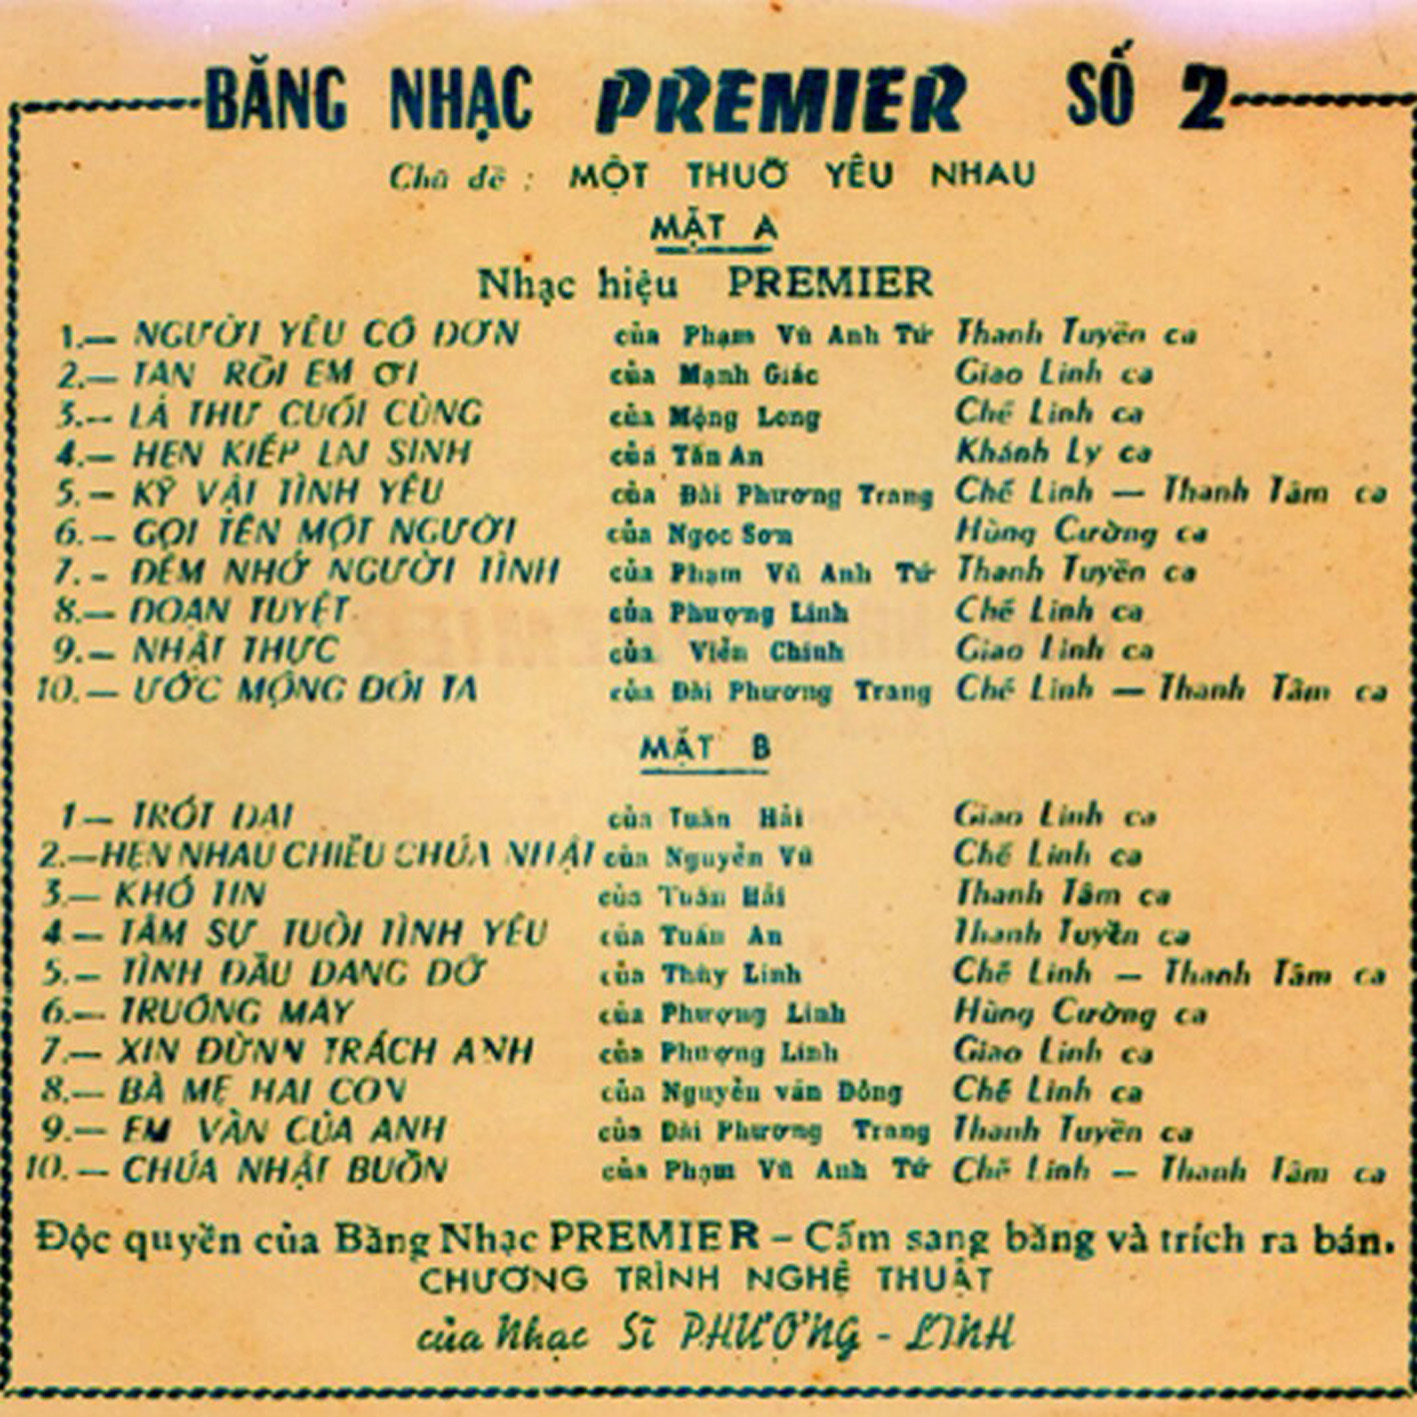 BĂNG NHẠC PREMIER SỐ 2
Chủ đề : MỘT THUỞ YÊU NHAU
MẶT A
Nhạc hiệu PREMIER
1.— NGƯỜI YÊU CÔ ĐƠN của Phạm Vũ Anh Tứ Thanh Tuyền ca
2.— TAN RỒI EM ƠI của Mạnh Giác Giao Linh ca
3.— LÁ THƯ CUỐI CÙNG của Mộng Long Chế Linh ca
4.— HẸN KIẾP LAI SINH của Tấn An Khánh Ly ca
5.— KỶ VẬT TÌNH YÊU của Đài Phương Trang Chế Linh — Thanh Tâm ca
6.— GỌI TÊN MỘT NGƯỜI của Ngọc Sơn Hùng Cường ca
7.- ĐÊM NHỚ NGƯỜI TÌNH của Phạm Vũ Anh Tứ Thanh Tuyền ca
8.— ĐOẠN TUYỆT của Phượng Linh Chế Linh ca
9.— NHẬT THỰC của Viễn Chinh Giao Linh ca
10.— ƯỚC MỘNG ĐÔI TA của Đài Phương Trang Chế Linh — Thanh Tâm ca
MẶT B
1— TRÓT DẠI của Tuấn Hải Giao Linh ca
2.—HẸN NHAU CHIỀU CHÚA NHẬT của Nguyễn Vũ Chế Linh ca
3.— KHÓ TIN của Tuấn Hải Thanh Tâm ca
4.— TÂM SỰ TUỔI TÌNH YÊU của Tuấn An Thanh Tuyền ca
5.— TÌNH ĐẦU DANG DỞ của Thùy Linh Chế Linh — Thanh Tâm ca
6.— TRUÔNG MÂY của Phượng Linh Hùng Cường ca
7.— XIN ĐỪNN TRÁCH ANH của Phượng Linh Giao Linh ca
8.— BÀ MẸ HAI CON của Nguyễn văn Đông Chế Linh ca
9.— EM VẪN CỦA ANH của Đài Phương Trang Thanh Tuyền ca
10.— CHÚA NHẬT BUỒN của Phạm Vũ Anh Tứ Chế Linh — Thanh Tâm ca
Độc quyền của Băng Nhạc PREMIER – Cấm sang băng và trích ra bán.
CHƯƠNG TRÌNH NGHỆ THUẬT
của Nhạc Sĩ PHƯỢNG - LINH